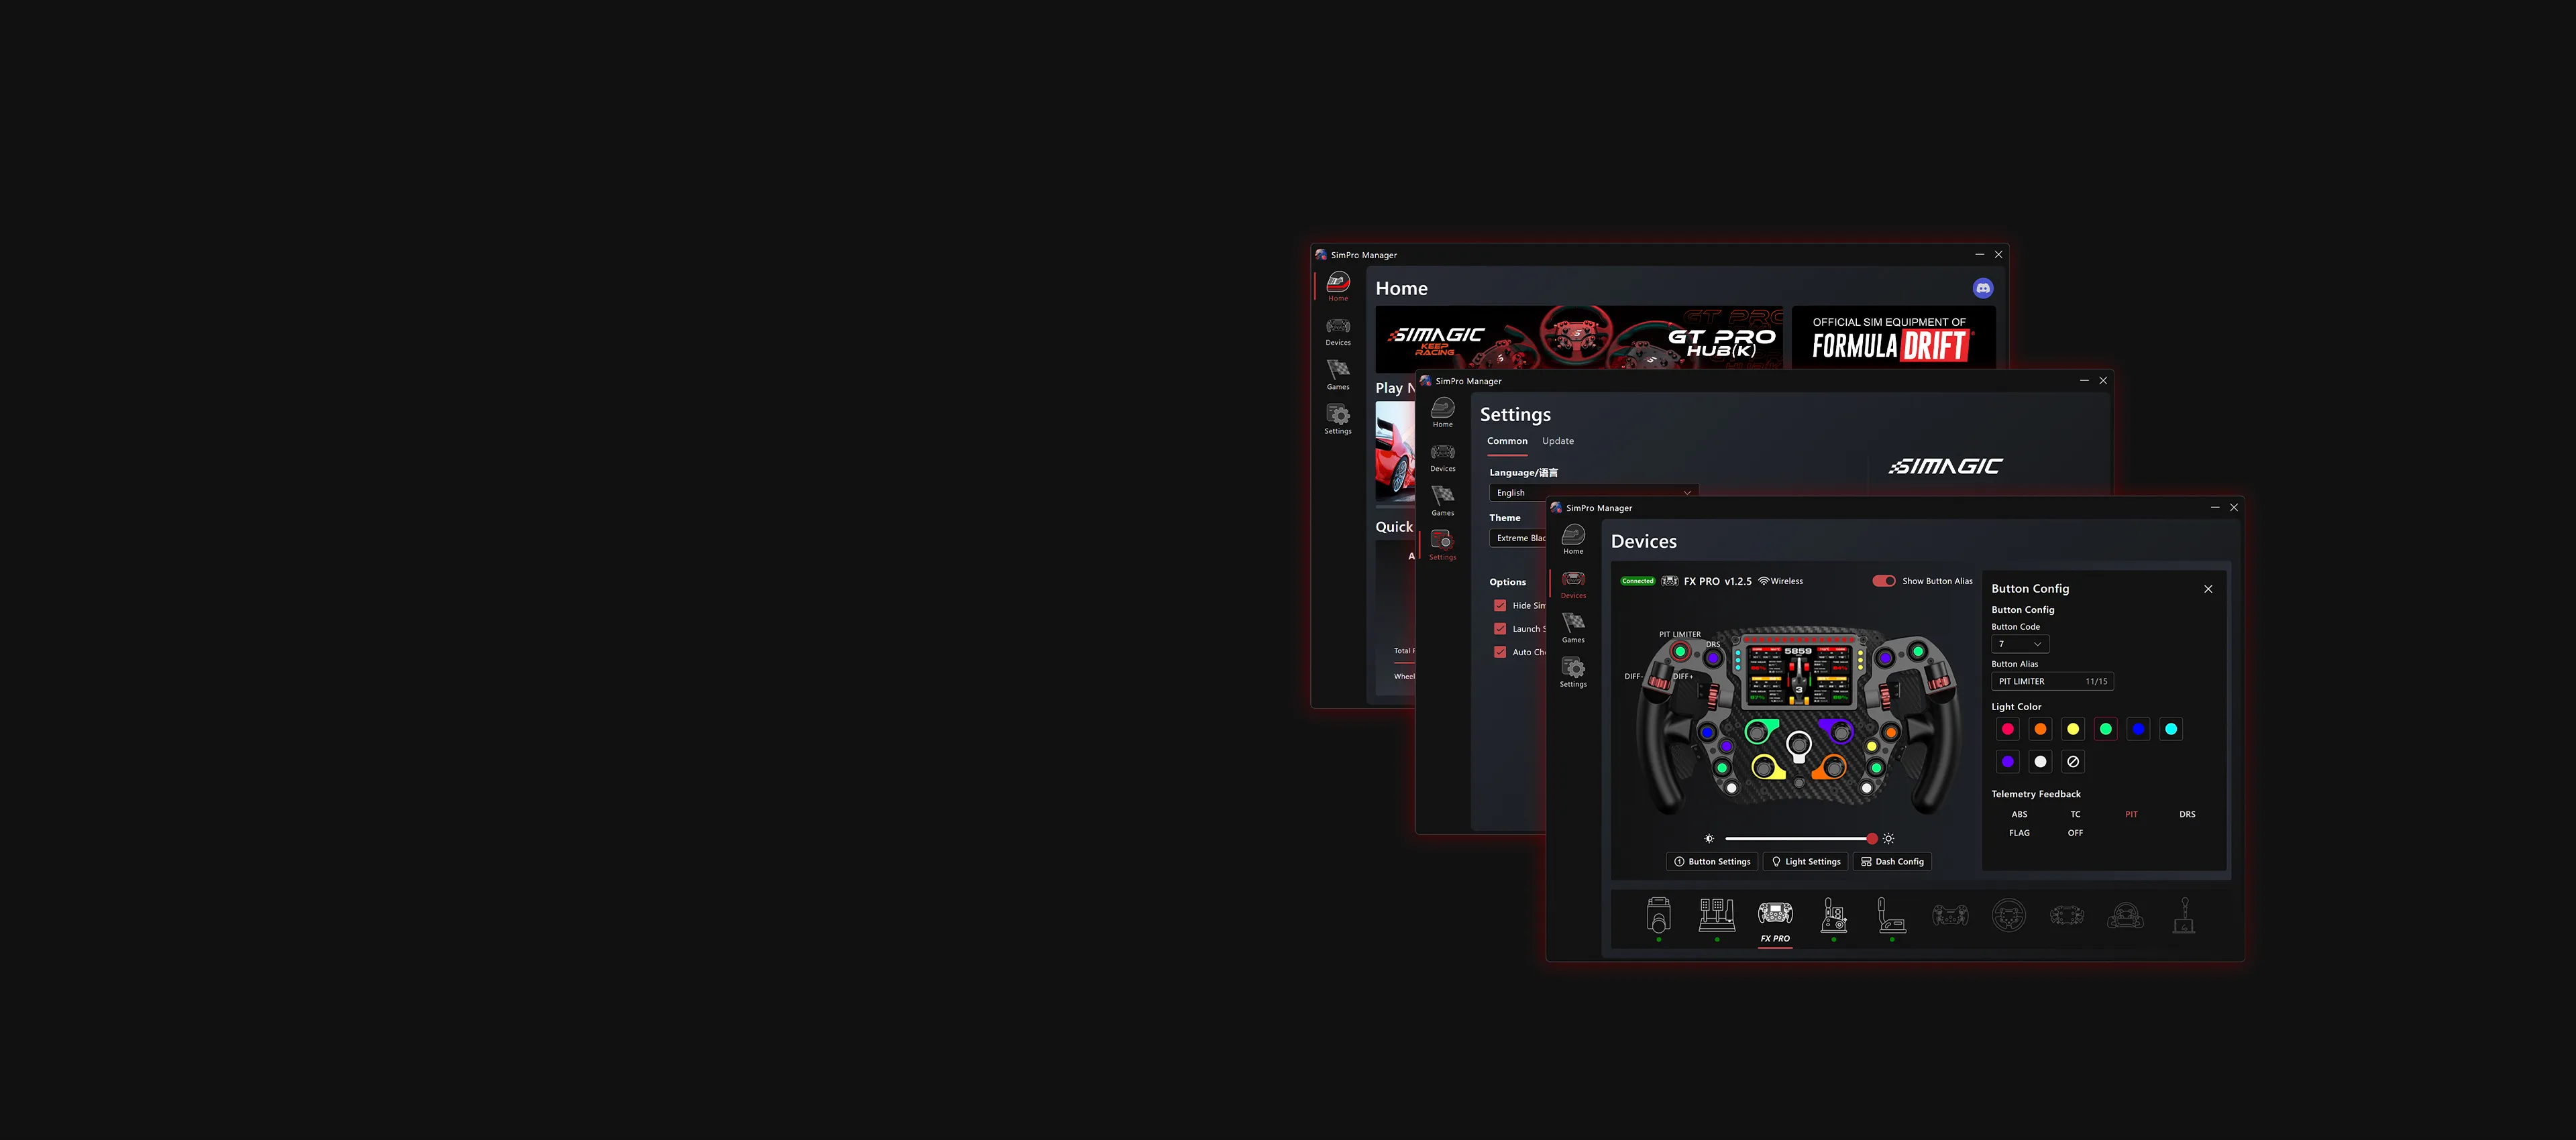 SimPro Manager
Home
Devices
Games
Settings
Home
SIMAGIC
KEEP
RACING
GT PRO
GT PRO
HUB(K)
OFFICIAL SIM EQUIPMENT OF
FORMULA DRIFT
Play N
Quick
A
Total
Wheel
SimPro Manager
Home
Devices
Games
Settings
Settings
Common Update
Language/语言
English
Theme
Extreme Blac
Options
Hide Sim
Launch S
Auto Che
SIMAGIC
SimPro Manager
Home
Devices
Games
Settings
Devices
Connected FX PRO v1.2.5 Wireless
Show Button Alias
PIT LIMITER
DRS
DIFF-
DIFF+
5859
3
Button Settings
Light Settings
Dash Config
Button Config
Button Config
Button Code
7
Button Alias
PIT LIMITER 11/15
Light Color
Telemetry Feedback
ABS TC PIT DRS
FLAG OFF
FX PRO